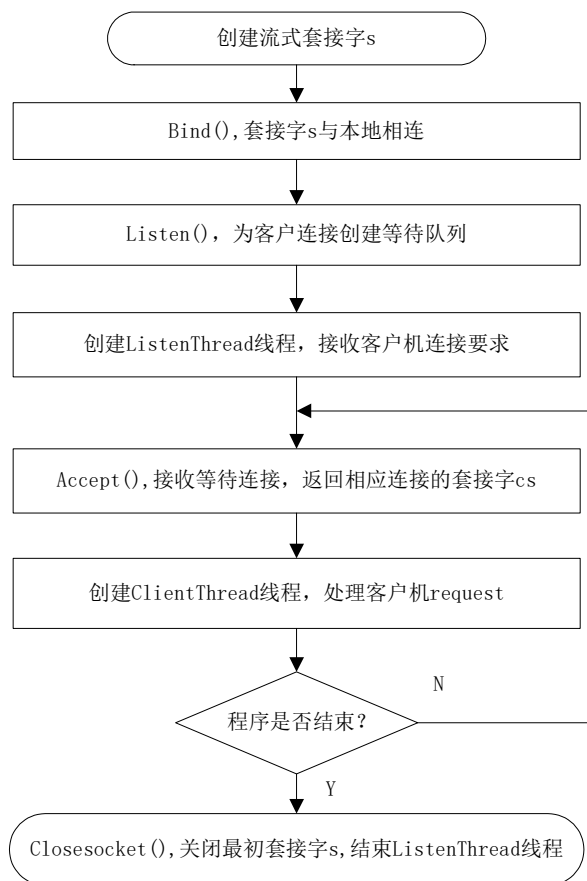 创建流式套接字s
Bind(),套接字s与本地相连
Listen()，为客户连接创建等待队列
创建ListenThread线程，接收客户机连接要求
Accept(),接收等待连接，返回相应连接的套接字cs
创建ClientThread线程，处理客户机request
N
程序是否结束？
Y
Closesocket(),关闭最初套接字s,结束ListenThread线程